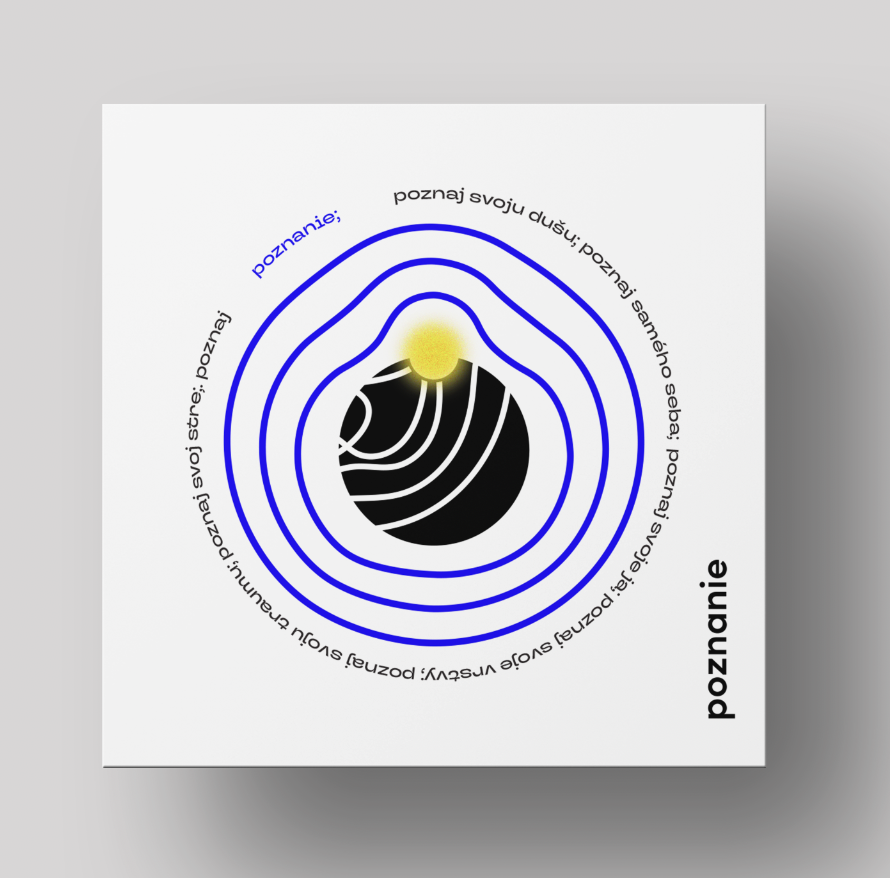 poznanie;
poznaj svoju dušu; poznaj samého seba; poznaj svoje ja; poznaj svoje vrstvy; poznaj svoju traumu; poznaj svoj stres; poznaj
poznanie